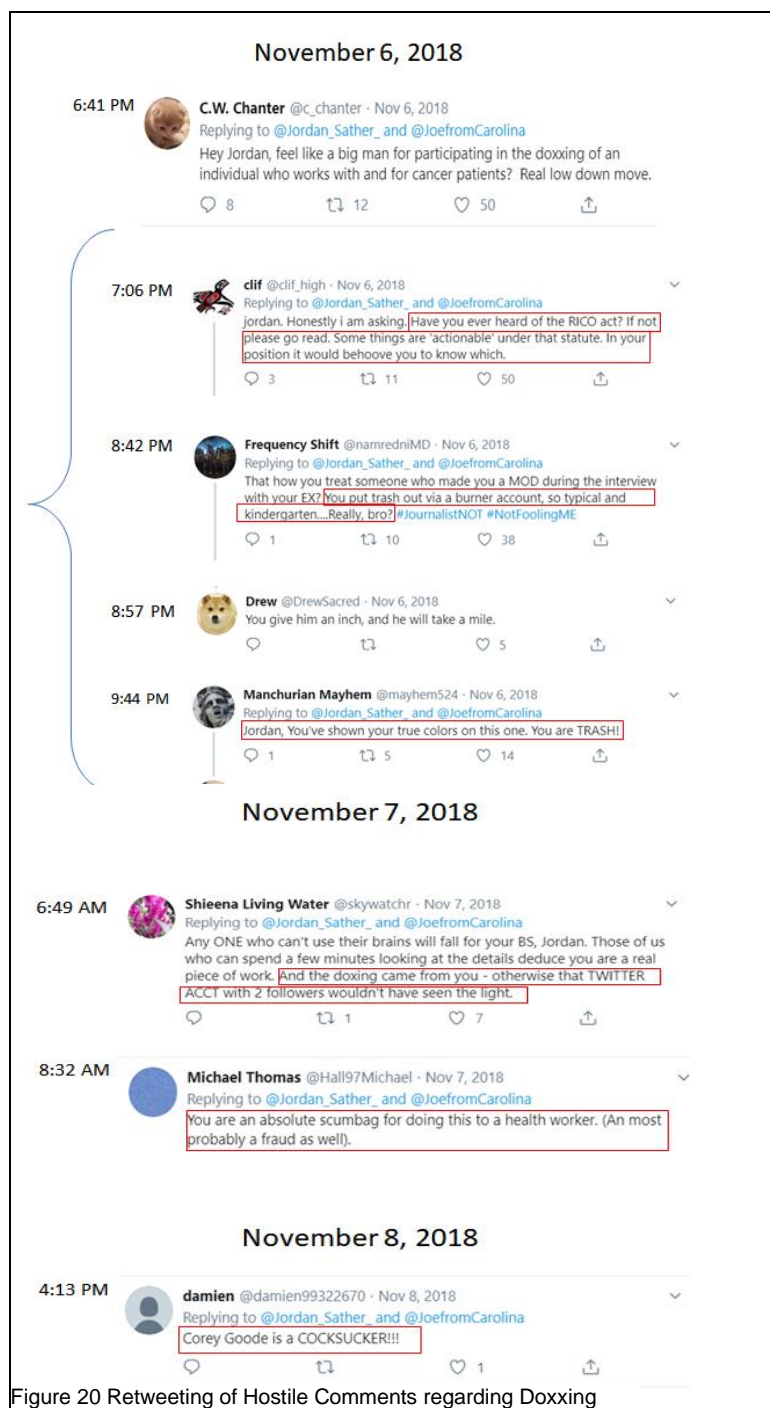 November 6, 2018
6:41 PM
C.W. Chanter @c_chanter · Nov 6, 2018
Replying to @Jordan_Sather_ and @JoefromCarolina
Hey Jordan, feel like a big man for participating in the doxxing of an
individual who works with and for cancer patients? Real low down move.
8 12 50
7:06 PM
clif @clif_high · Nov 6, 2018
Replying to @Jordan_Sather_ and @JoefromCarolina
jordan. Honestly i am asking. Have you ever heard of the RICO act? If not
please go read. Some things are 'actionable' under that statute. In your
position it would behoove you to know which.
3 11 50
8:42 PM
Frequency Shift @namredniMD · Nov 6, 2018
Replying to @Jordan_Sather_ and @JoefromCarolina
That how you treat someone who made you a MOD during the interview
with your EX? You put trash out via a burner account, so typical and
kindergarten....Really, bro? #JournalistNOT #NotFoolingME
1 10 38
8:57 PM
Drew @DrewSacred · Nov 6, 2018
You give him an inch, and he will take a mile.
5
9:44 PM
Manchurian Mayhem @mayhem524 · Nov 6, 2018
Replying to @Jordan_Sather_ and @JoefromCarolina
Jordan, You've shown your true colors on this one. You are TRASH!
1 5 14
November 7, 2018
6:49 AM
Shieena Living Water @skywatchr · Nov 7, 2018
Replying to @Jordan_Sather_ and @JoefromCarolina
Any ONE who can't use their brains will fall for your BS, Jordan. Those of us
who can spend a few minutes looking at the details deduce you are a real
piece of work. And the doxing came from you - otherwise that TWITTER
ACCT with 2 followers wouldn't have seen the light.
1 7
8:32 AM
Michael Thomas @Hall97Michael · Nov 7, 2018
Replying to @Jordan_Sather_ and @JoefromCarolina
You are an absolute scumbag for doing this to a health worker. (An most
probably a fraud as well).
November 8, 2018
4:13 PM
damien @damien99322670 · Nov 8, 2018
Replying to @Jordan_Sather_ and @JoefromCarolina
Corey Goode is a COCKSUCKER!!!
1
Figure 20 Retweeting of Hostile Comments regarding Doxxing